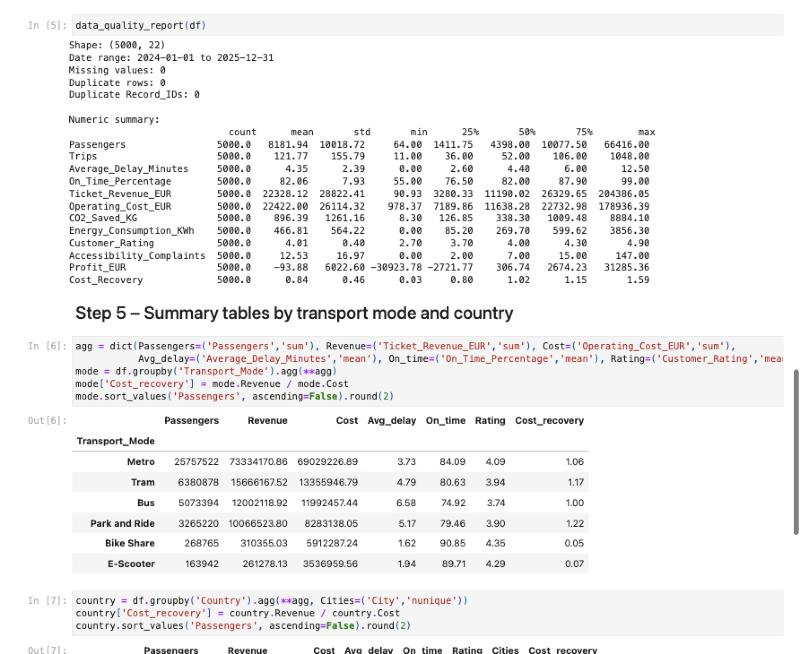 In [5]: data_quality_report(df)
Shape: (5000, 22)
Date range: 2024-01-01 to 2025-12-31
Missing values: 0
Duplicate rows: 0
Duplicate Record_IDs: 0
Numeric summary:
count mean std min 25% 50% 75% max
Passengers 5000.0 8181.94 10018.72 64.00 1411.75 4398.00 10077.50 66416.00
Trips 5000.0 121.77 155.79 11.00 36.00 52.00 106.00 1048.00
Average_Delay_Minutes 5000.0 4.35 2.39 0.00 2.60 4.40 6.00 12.50
On_Time_Percentage 5000.0 82.06 7.93 55.00 76.50 82.00 87.90 99.00
Ticket_Revenue_EUR 5000.0 22328.12 28822.41 90.93 3280.33 11190.02 26329.65 204386.05
Operating_Cost_EUR 5000.0 22422.00 26114.32 978.37 7189.86 11638.28 22732.98 178936.39
CO2_Saved_KG 5000.0 896.39 1261.16 8.30 126.85 338.30 1009.48 8884.10
Energy_Consumption_KWh 5000.0 466.81 564.22 0.00 85.20 269.70 599.62 3856.30
Customer_Rating 5000.0 4.01 0.40 2.70 3.70 4.00 4.30 4.90
Accessibility_Complaints 5000.0 12.53 16.97 0.00 2.00 7.00 15.00 147.00
Profit_EUR 5000.0 -93.88 6022.60 -30923.78 -2721.77 306.74 2674.23 31285.36
Cost_Recovery 5000.0 0.84 0.46 0.03 0.80 1.02 1.15 1.59
Step 5 – Summary tables by transport mode and country
In [6]: agg = dict(Passengers=('Passengers','sum'), Revenue=('Ticket_Revenue_EUR','sum'), Cost=('Operating_Cost_EUR','sum'),
Avg_delay=('Average_Delay_Minutes','mean'), On_time=('On_Time_Percentage','mean'), Rating=('Customer_Rating','mea
mode = df.groupby('Transport_Mode').agg(**agg)
mode['Cost_recovery'] = mode.Revenue / mode.Cost
mode.sort_values('Passengers', ascending=False).round(2)
Out[6]: Passengers Revenue Cost Avg_delay On_time Rating Cost_recovery
Transport_Mode
Metro 25757522 73334170.86 69029226.89 3.73 84.09 4.09 1.06
Tram 6380878 15666167.52 13355946.79 4.79 80.63 3.94 1.17
Bus 5073394 12002118.92 11992457.44 6.58 74.92 3.74 1.00
Park and Ride 3265220 10066523.80 8283138.05 5.17 79.46 3.90 1.22
Bike Share 268765 310355.03 5912287.24 1.62 90.85 4.35 0.05
E-Scooter 163942 261278.13 3536959.56 1.94 89.71 4.29 0.07
In [7]: country = df.groupby('Country').agg(**agg, Cities=('City','nunique'))
country['Cost_recovery'] = country.Revenue / country.Cost
country.sort_values('Passengers', ascending=False).round(2)
Out[7]: Passengers Revenue Cost Avg_delay On_time Rating Cities Cost_recovery